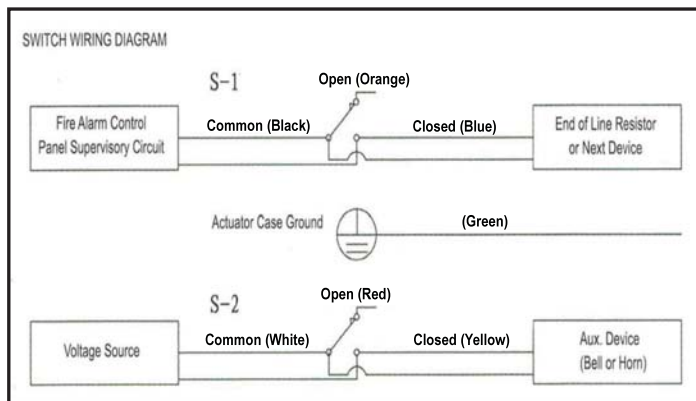 SWITCH WIRING DIAGRAM
S-1
Open (Orange)
Fire Alarm Control
Panel Supervisory Circuit
Common (Black)
Closed (Blue)
End of Line Resistor
or Next Device
Actuator Case Ground
(Green)
S-2
Open (Red)
Voltage Source
Common (White)
Closed (Yellow)
Aux. Device
(Bell or Horn)